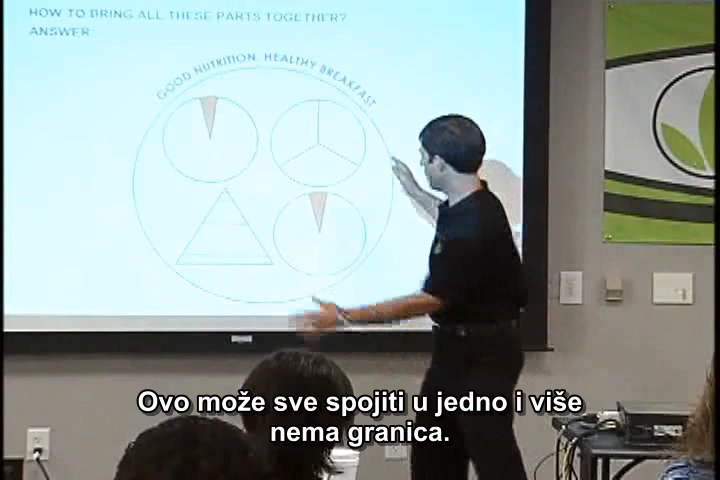 HOW TO BRING ALL THESE PARTS TOGETHER?
ANSWER:
GOOD NUTRITION, HEALTHY BREAKFAST
Ovo može sve spojiti u jedno i više
nema granica.